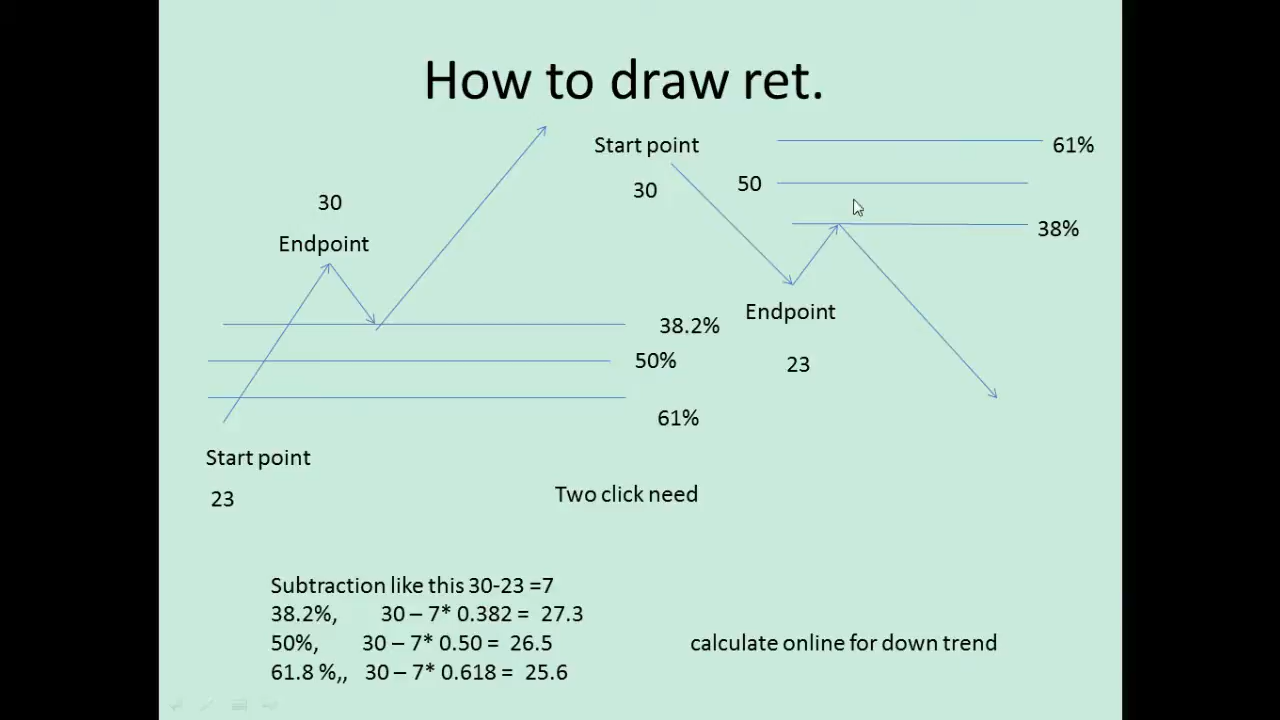 How to draw ret.
30
Endpoint
38.2%
50%
61%
Start point
23
Start point
30
50
61%
38%
Endpoint
23
Two click need
Subtraction like this 30-23 =7
38.2%, 30 – 7* 0.382 = 27.3
50%, 30 – 7* 0.50 = 26.5
61.8 %,, 30 – 7* 0.618 = 25.6
calculate online for down trend